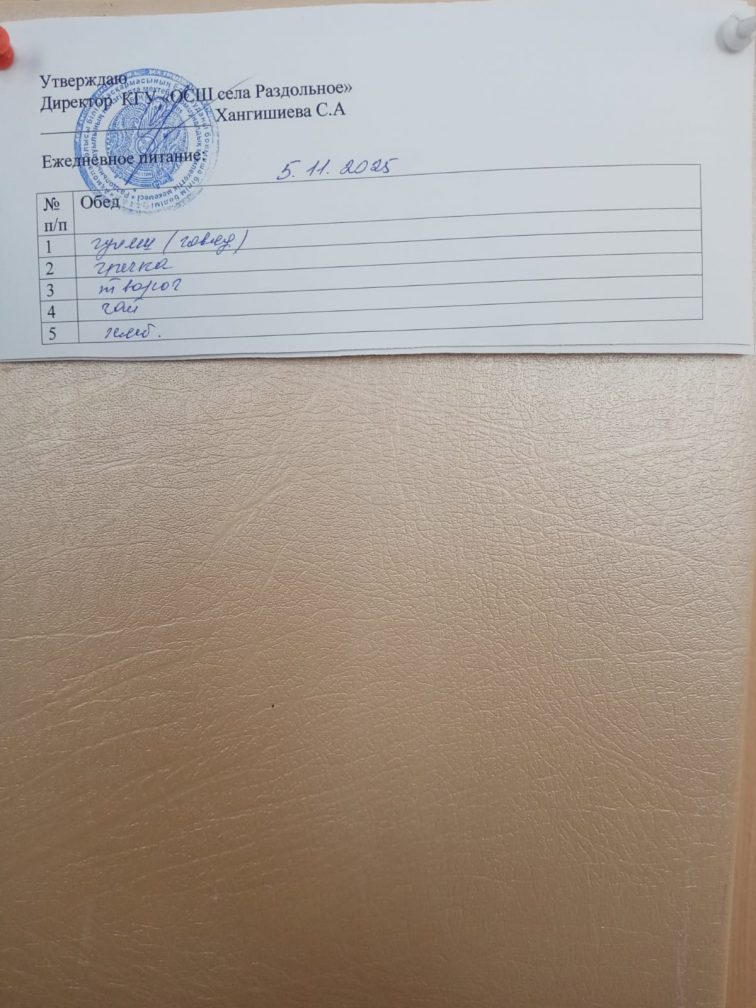 Утверждаю
Директор КГУ «ОСШ села Раздольное»
Хангишиева С.А
Ежедневное питание:
5.11.2025
№ п/п Обед
1 гуляш (говяд)
2 гречка
3 творог
4 чай
5 хлеб.